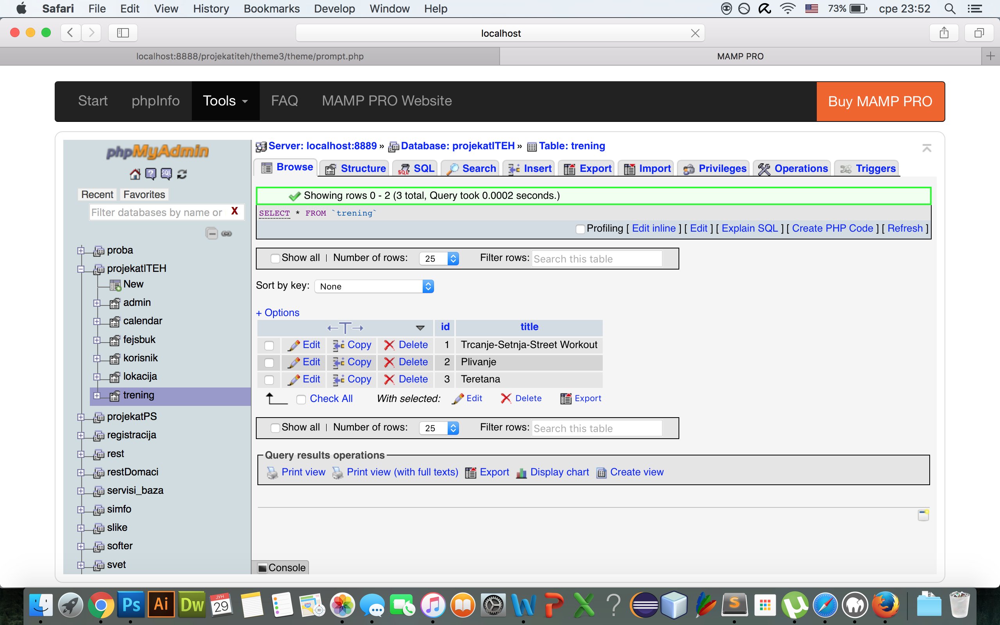 Safari File Edit View History Bookmarks Develop Window Help 73% сре 23:52
localhost
localhost:8888/projekatiteh/theme3/theme/prompt.php MAMP PRO
Start phpInfo Tools FAQ MAMP PRO Website Buy MAMP PRO
phpMyAdmin
Recent Favorites
Filter databases by name or X
proba
projekatITEH
New
admin
calendar
fejsbuk
korisnik
lokacija
trening
projekatPS
registracija
rest
restDomaci
servisi_baza
simfo
slike
softer
svet
Server: localhost:8889 » Database: projekatITEH » Table: trening
Browse Structure SQL Search Insert Export Import Privileges Operations Triggers
Showing rows 0 - 2 (3 total, Query took 0.0002 seconds.)
SELECT * FROM `trening`
Profiling [ Edit inline ] [ Edit ] [ Explain SQL ] [ Create PHP Code ] [ Refresh ]
Show all | Number of rows: 25 Filter rows: Search this table
Sort by key: None
+ Options
←T→ id title
Edit Copy Delete 1 Trcanje-Setnja-Street Workout
Edit Copy Delete 2 Plivanje
Edit Copy Delete 3 Teretana
Check All With selected: Edit Delete Export
Show all | Number of rows: 25 Filter rows: Search this table
Query results operations
Print view Print view (with full texts) Export Display chart Create view
Console
Ps Ai Dw ЈУН 29 280 3D W P X ? S µ